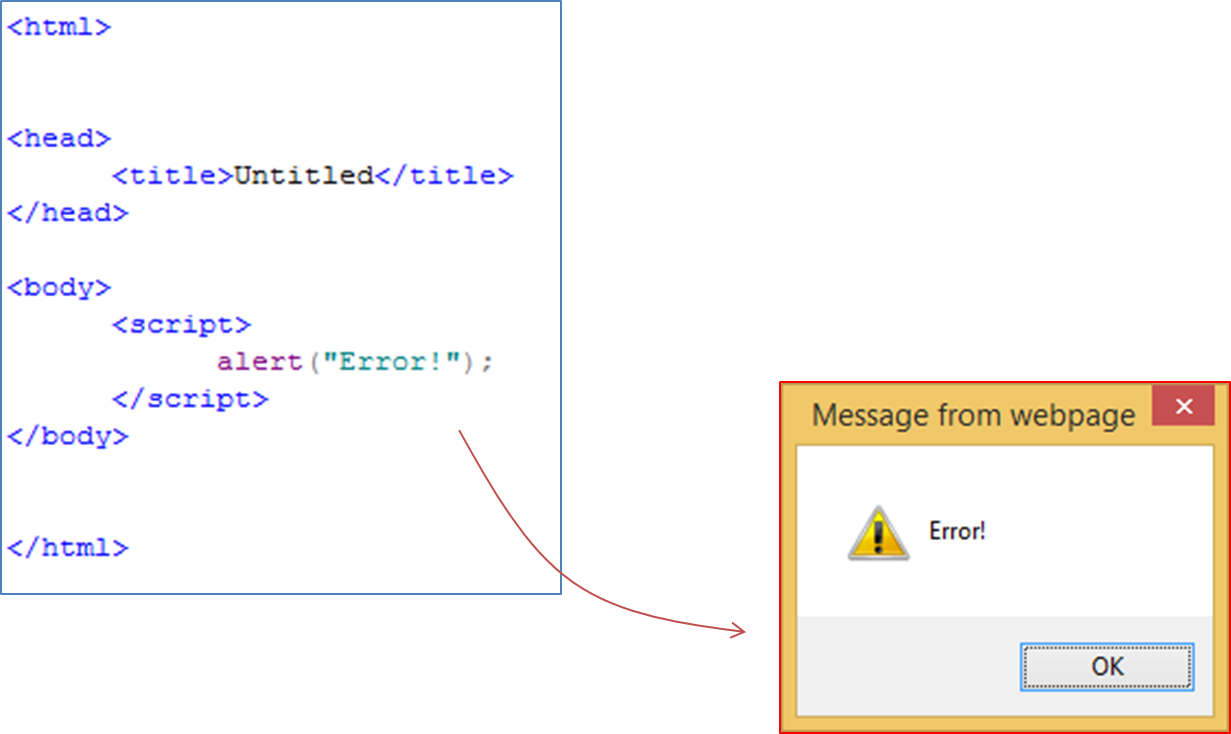 <html>
<head>
<title>Untitled</title>
</head>
<body>
<script>
alert("Error!");
</script>
</body>
</html>
Message from webpage
Error!
OK